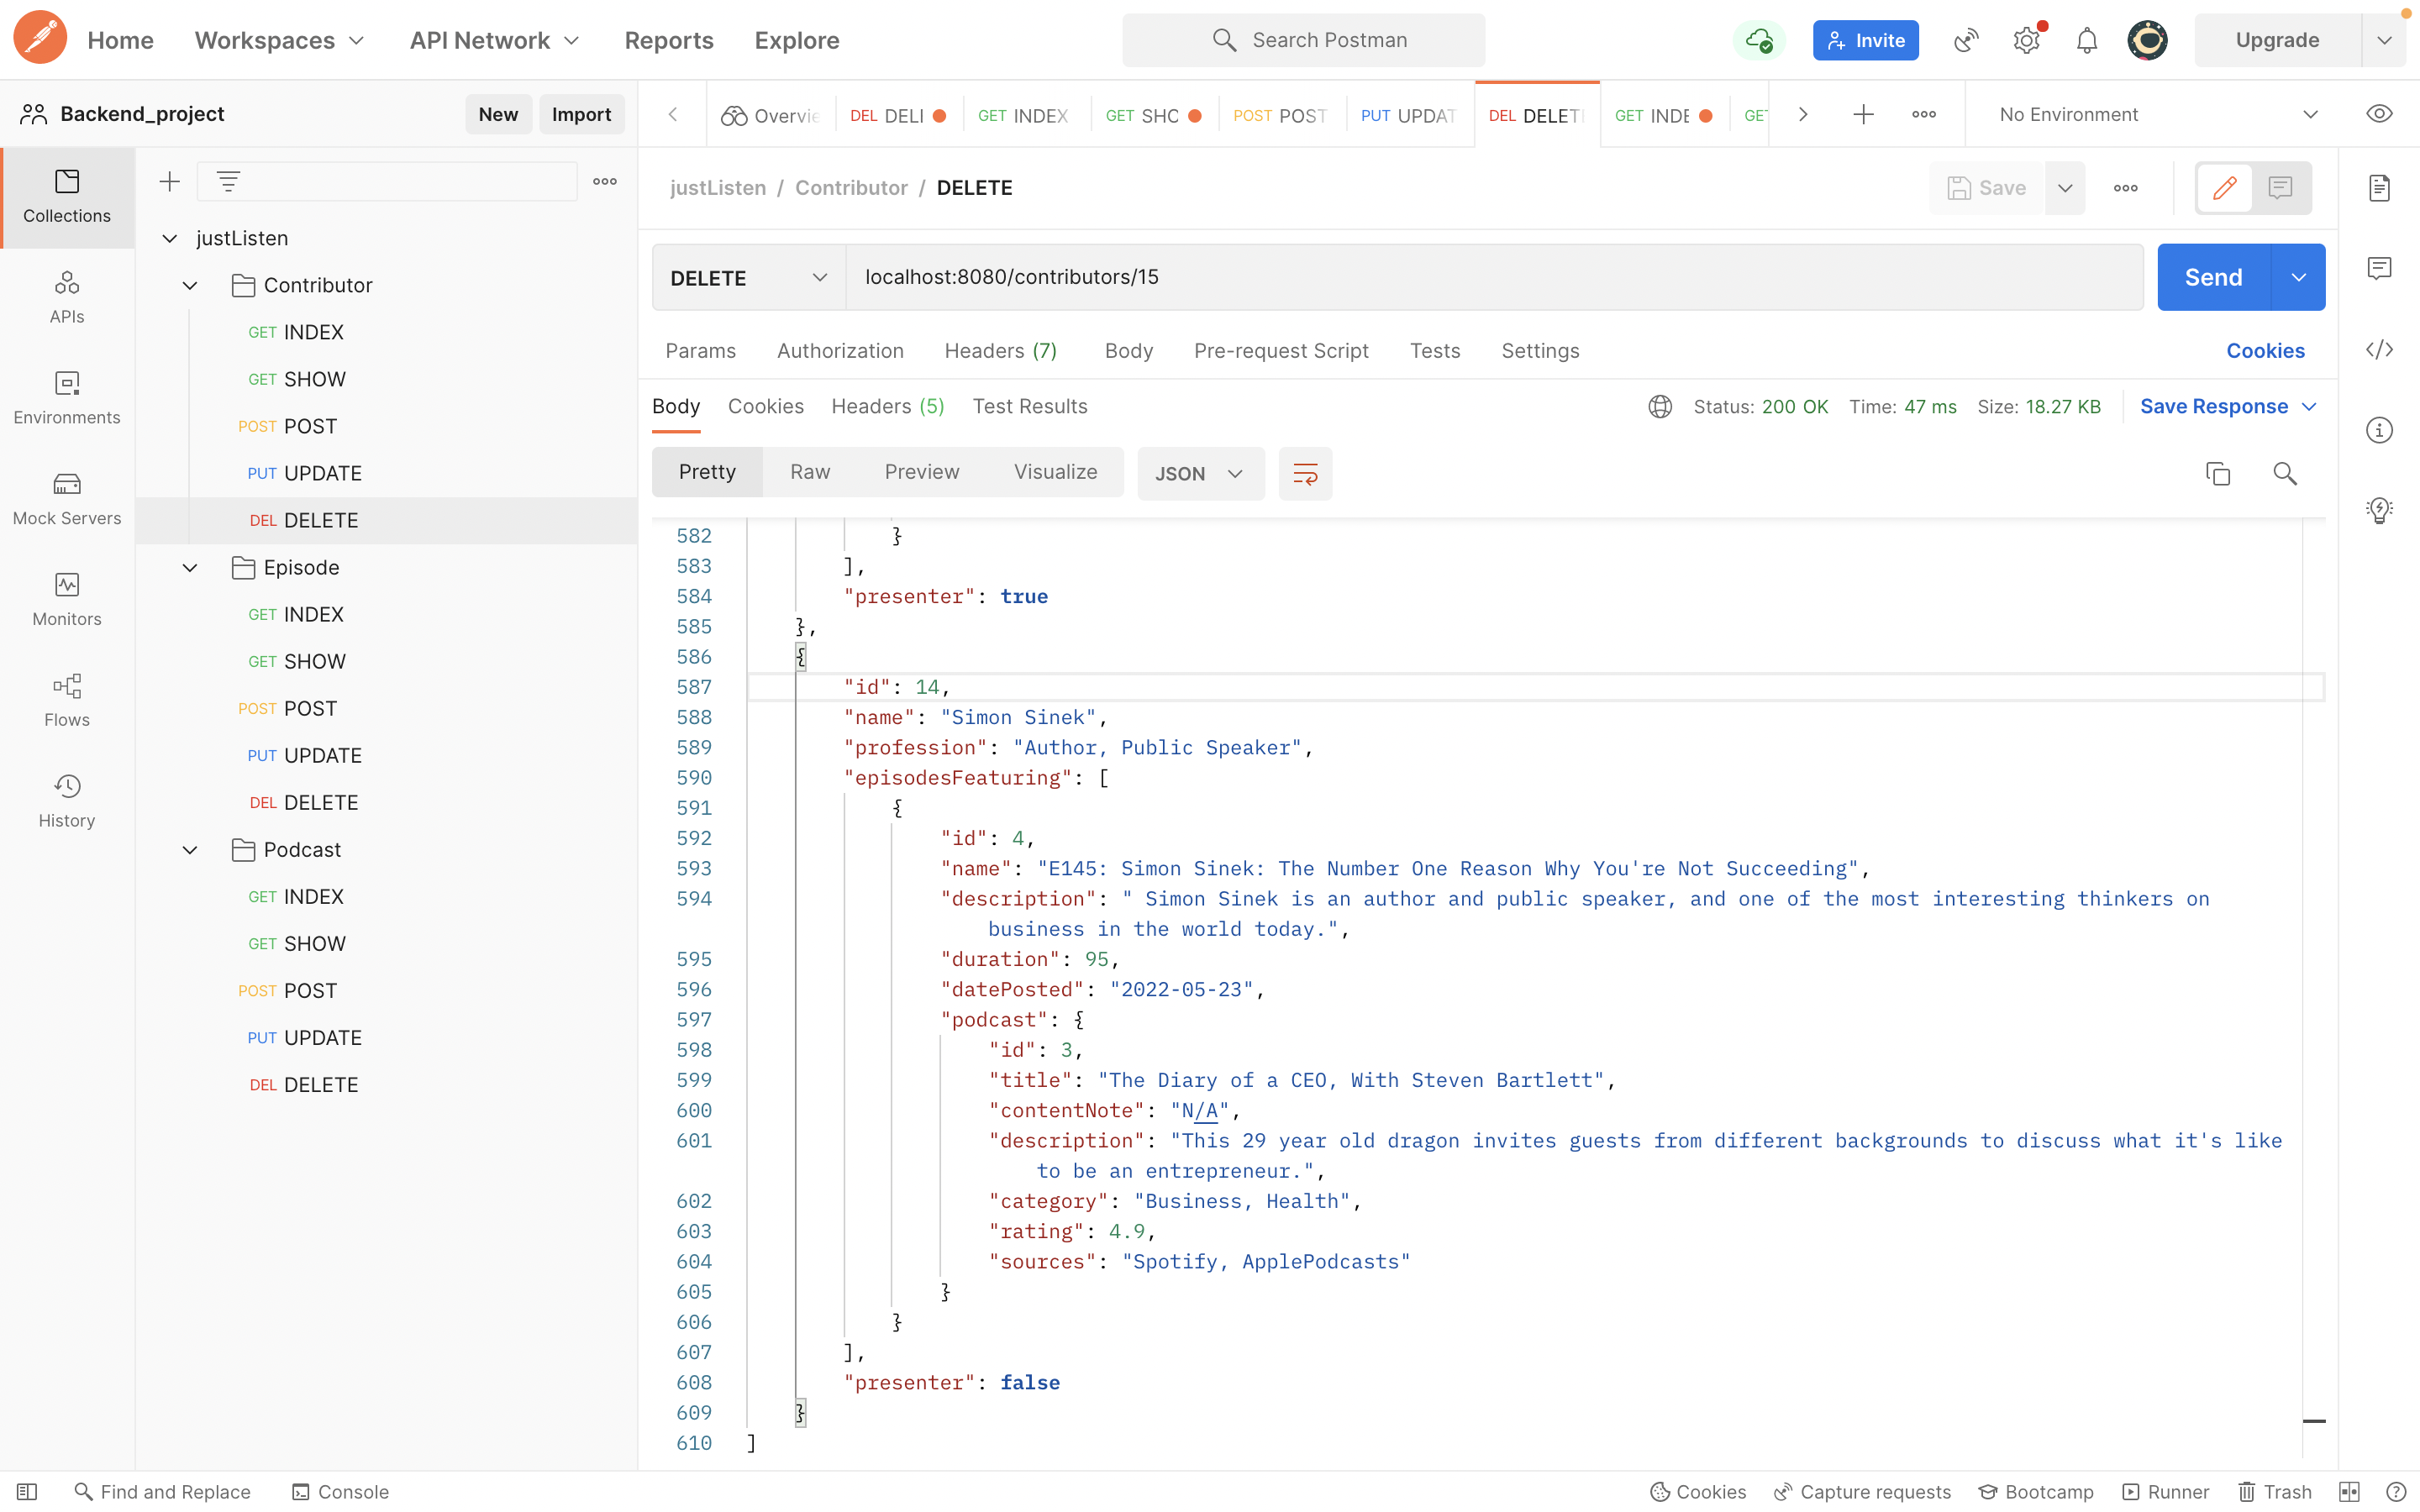 Home Workspaces API Network Reports Explore Search Postman Invite Upgrade
Backend_project New Import
Overvie DEL DELI GET INDEX GET SHO POST POST PUT UPDAT DEL DELETI GET INDE GET No Environment
Collections
APIs
Environments
Mock Servers
Monitors
Flows
History
justListen
Contributor
GET INDEX
GET SHOW
POST POST
PUT UPDATE
DEL DELETE
Episode
GET INDEX
GET SHOW
POST POST
PUT UPDATE
DEL DELETE
Podcast
GET INDEX
GET SHOW
POST POST
PUT UPDATE
DEL DELETE
justListen / Contributor / DELETE Save
DELETE localhost:8080/contributors/15 Send
Params Authorization Headers (7) Body Pre-request Script Tests Settings Cookies
Body Cookies Headers (5) Test Results Status: 200 OK Time: 47 ms Size: 18.27 KB Save Response
Pretty Raw Preview Visualize JSON
582 }
583 ],
584 "presenter": true
585 },
586 {
587 "id": 14,
588 "name": "Simon Sinek",
589 "profession": "Author, Public Speaker",
590 "episodesFeaturing": [
591 {
592 "id": 4,
593 "name": "E145: Simon Sinek: The Number One Reason Why You're Not Succeeding",
594 "description": " Simon Sinek is an author and public speaker, and one of the most interesting thinkers on
business in the world today.",
595 "duration": 95,
596 "datePosted": "2022-05-23",
597 "podcast": {
598 "id": 3,
599 "title": "The Diary of a CEO, With Steven Bartlett",
600 "contentNote": "N/A",
601 "description": "This 29 year old dragon invites guests from different backgrounds to discuss what it's like
to be an entrepreneur.",
602 "category": "Business, Health",
603 "rating": 4.9,
604 "sources": "Spotify, ApplePodcasts"
605 }
606 }
607 ],
608 "presenter": false
609 }
610 ]
Find and Replace Console Cookies Capture requests Bootcamp Runner Trash